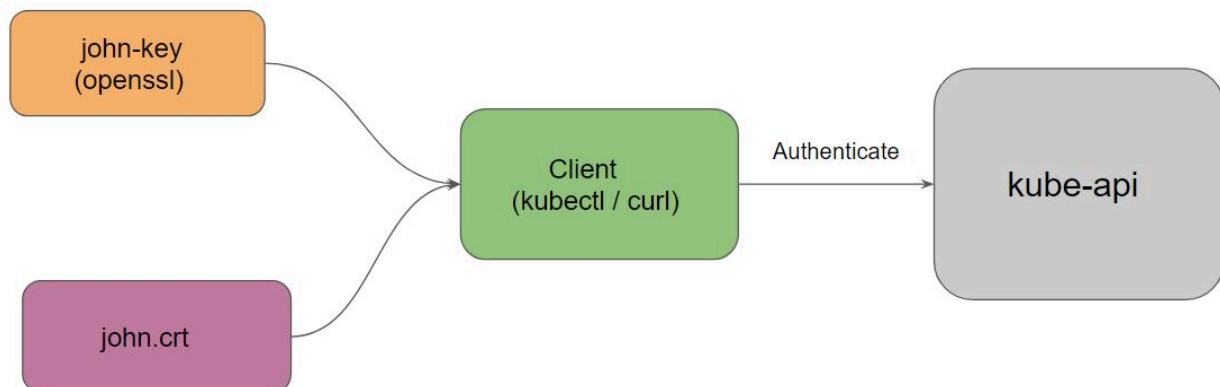 john-key
(openssl)
Client
(kubectl / curl)
Authenticate
kube-api
john.crt